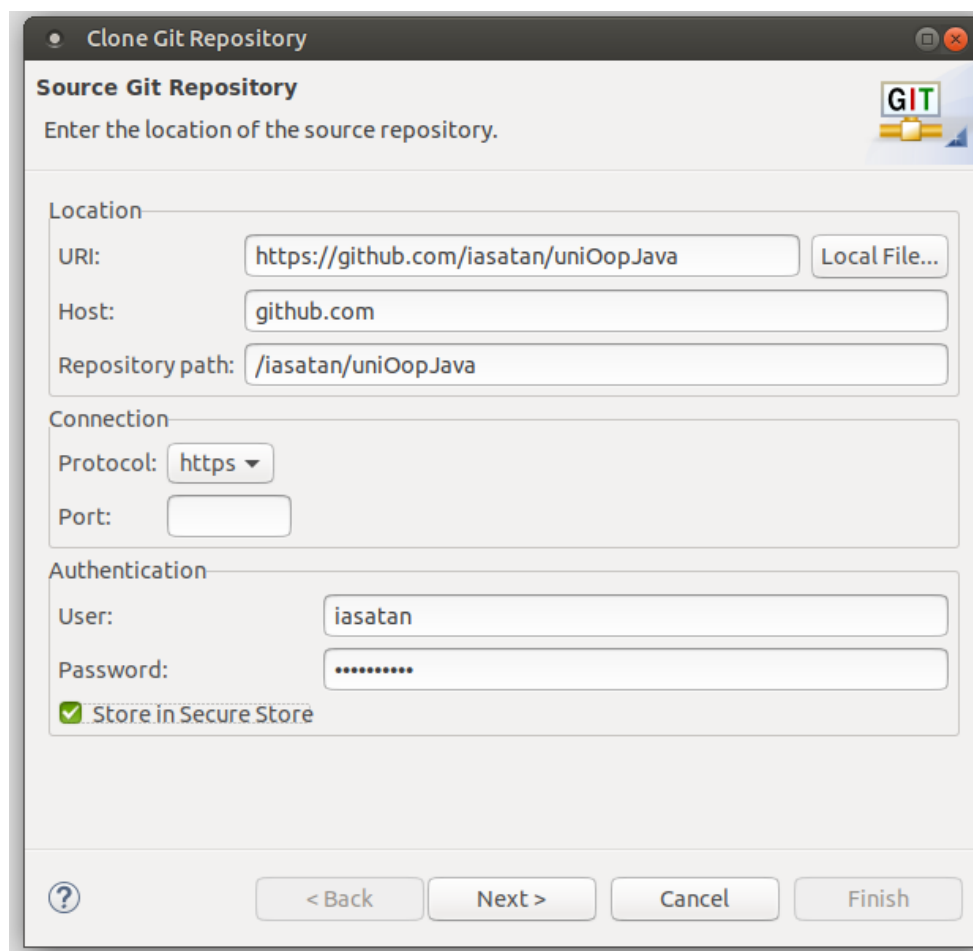 Clone Git Repository
Source Git Repository
Enter the location of the source repository.
GIT
Location
URI: https://github.com/iasatan/uniOopJava Local File...
Host: github.com
Repository path: /iasatan/uniOopJava
Connection
Protocol: https
Port:
Authentication
User: iasatan
Password: ••••••••••
Store in Secure Store
? < Back Next > Cancel Finish